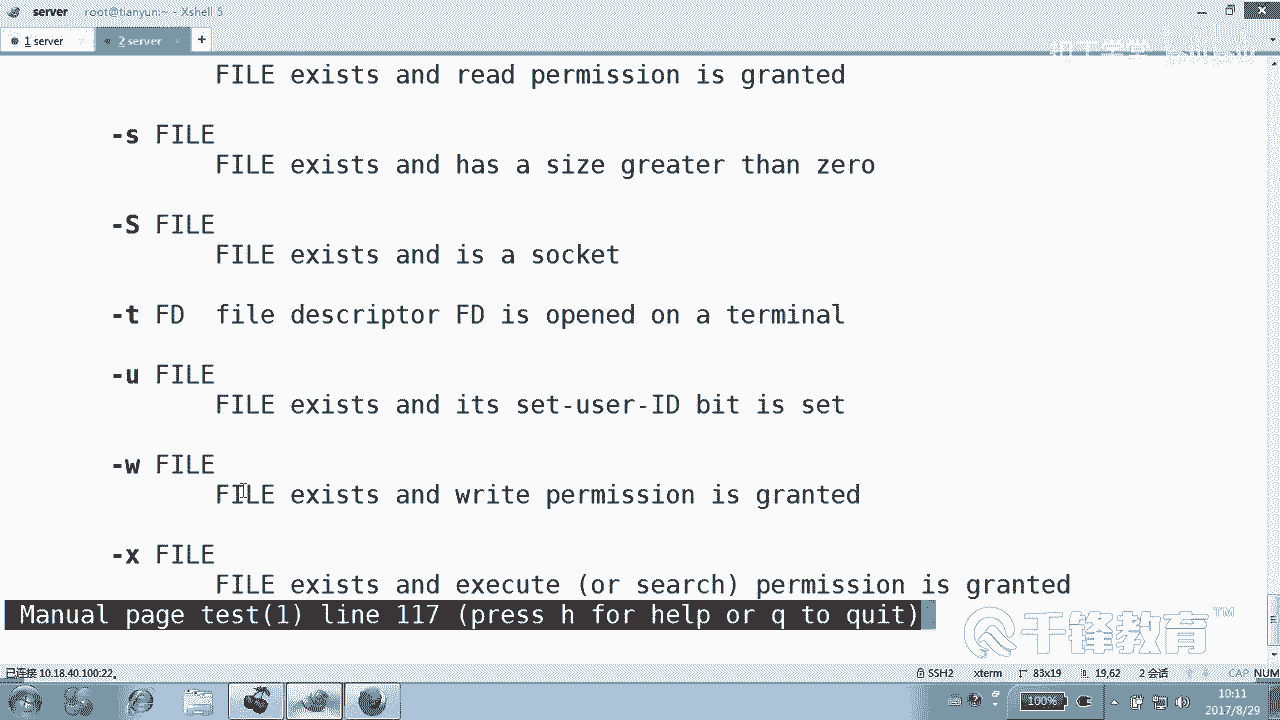 server root@tianyun:~ - Xshell 5
1 server 2 server +
FILE exists and read permission is granted
-s FILE
FILE exists and has a size greater than zero
-S FILE
FILE exists and is a socket
-t FD file descriptor FD is opened on a terminal
-u FILE
FILE exists and its set-user-ID bit is set
-w FILE
FILE exists and write permission is granted
-x FILE
FILE exists and execute (or search) permission is granted
Manual page test(1) line 117 (press h for help or q to quit)
千锋教育™
已连接 10.18.40.100:22。 SSH2 xterm 83x19 19,62 2 会话 CAP NUM
100% 10:11
2017/8/29